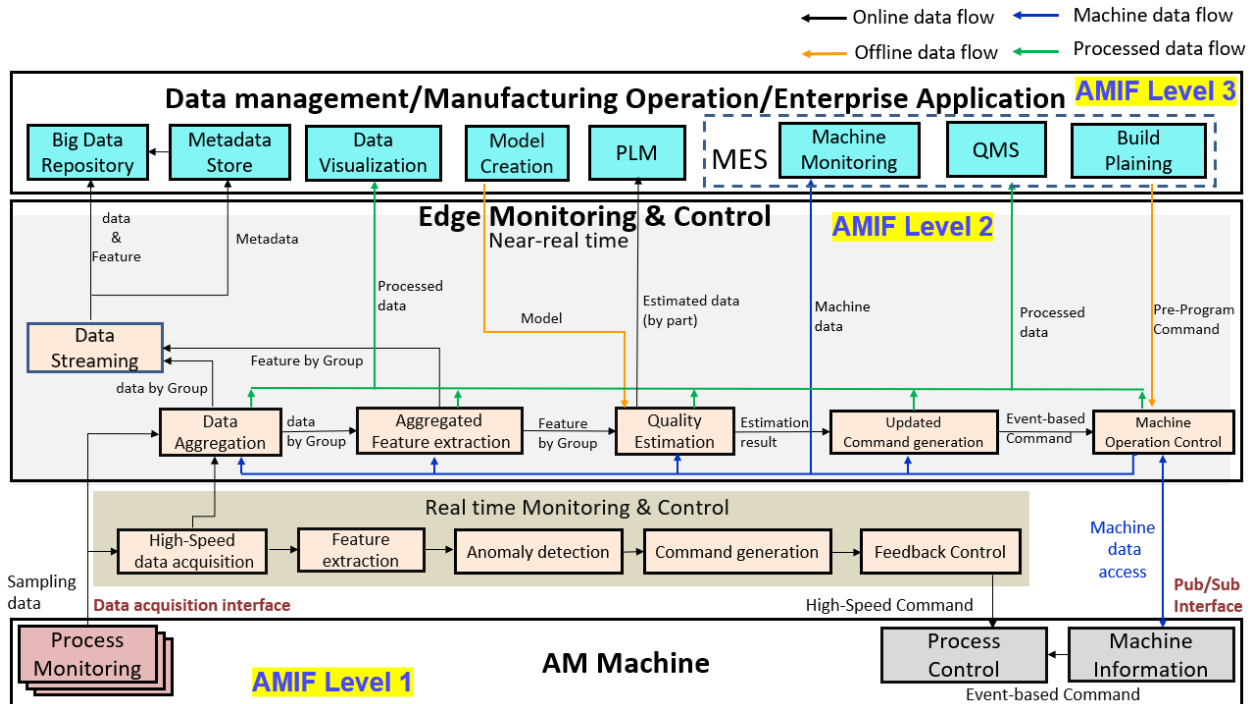 Online data flow
Machine data flow
Offline data flow
Processed data flow
Data management/Manufacturing Operation/Enterprise Application
AMIF Level 3
Big Data
Repository
Metadata
Store
Data
Visualization
Model
Creation
PLM
MES
Machine
Monitoring
QMS
Build
Plaining
Edge Monitoring & Control
AMIF Level 2
Near-real time
data
&
Feature
Metadata
Processed
data
Model
Estimated data
(by part)
Machine
data
Processed
data
Pre-Program
Command
Data
Streaming
Feature by Group
data by Group
Data
Aggregation
data
by Group
Aggregated
Feature extraction
Feature
by Group
Quality
Estimation
Estimation
result
Updated
Command generation
Event-based
Command
Machine
Operation Control
Real time Monitoring & Control
High-Speed
data acquisition
Feature
extraction
Anomaly detection
Command generation
Feedback Control
Machine
data
access
Sampling
data
Data acquisition interface
High-Speed Command
Pub/Sub
Interface
Process
Monitoring
AMIF Level 1
AM Machine
Process
Control
Machine
Information
Event-based Command